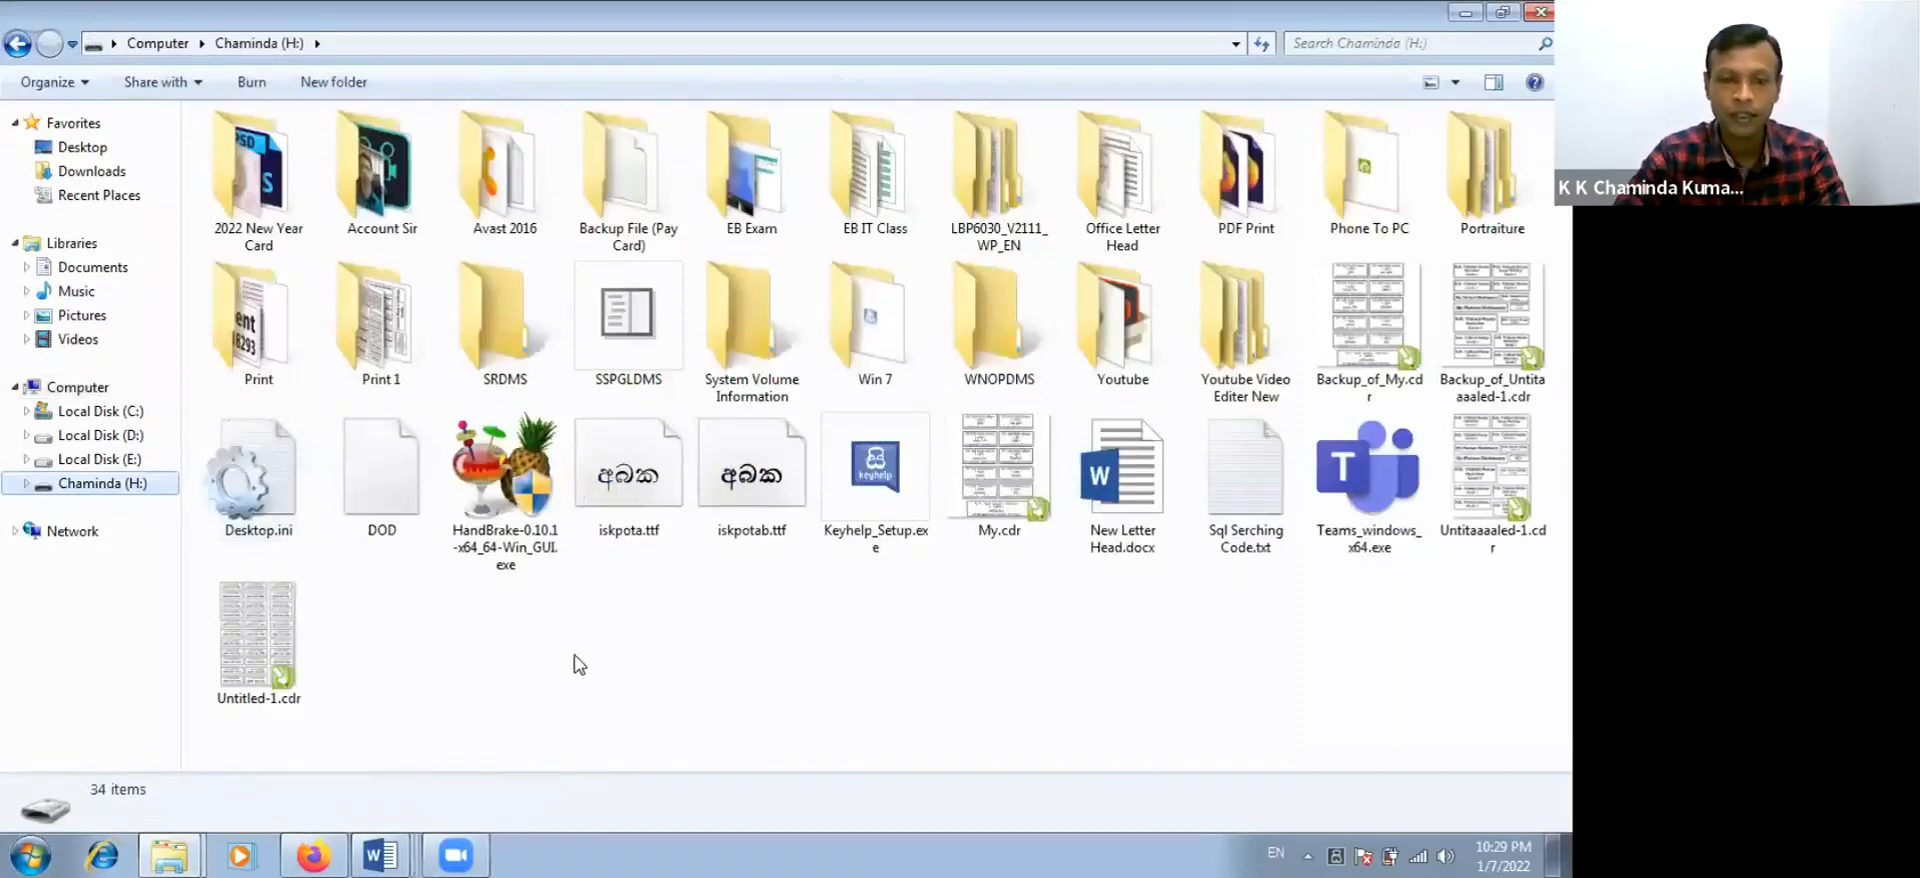 Computer
Chaminda (H:)
Search Chaminda (H:)
Organize
Share with
Burn
New folder
K K Chaminda Kuma...
Favorites
Desktop
Downloads
Recent Places
Libraries
Documents
Music
Pictures
Videos
Computer
Local Disk (C:)
Local Disk (D:)
Local Disk (E:)
Chaminda (H:)
Network
2022 New Year
Card
Account Sir
Avast 2016
Backup File (Pay
Card)
EB Exam
EB IT Class
LBP6030_V2111_
WP_EN
Office Letter
Head
PDF Print
Phone To PC
Portraiture
ent
8293
Print
Print 1
SRDMS
SSPGLDMS
System Volume
Information
Win 7
WNOPDMS
Youtube
Youtube Video
Editer New
Backup_of_My.cd
r
Backup_of_Untita
aaaled-1.cdr
Desktop.ini
DOD
HandBrake-0.10.1
-x64_64-Win_GUI.
exe
අබක
iskpota.ttf
අබක
iskpotab.ttf
keyhelp
Keyhelp_Setup.ex
e
My.cdr
W
New Letter
Head.docx
Sql Serching
Code.txt
T
Teams_windows_
x64.exe
Untitaaaaled-1.cd
r
Untitled-1.cdr
34 items
EN
10:29 PM
1/7/2022